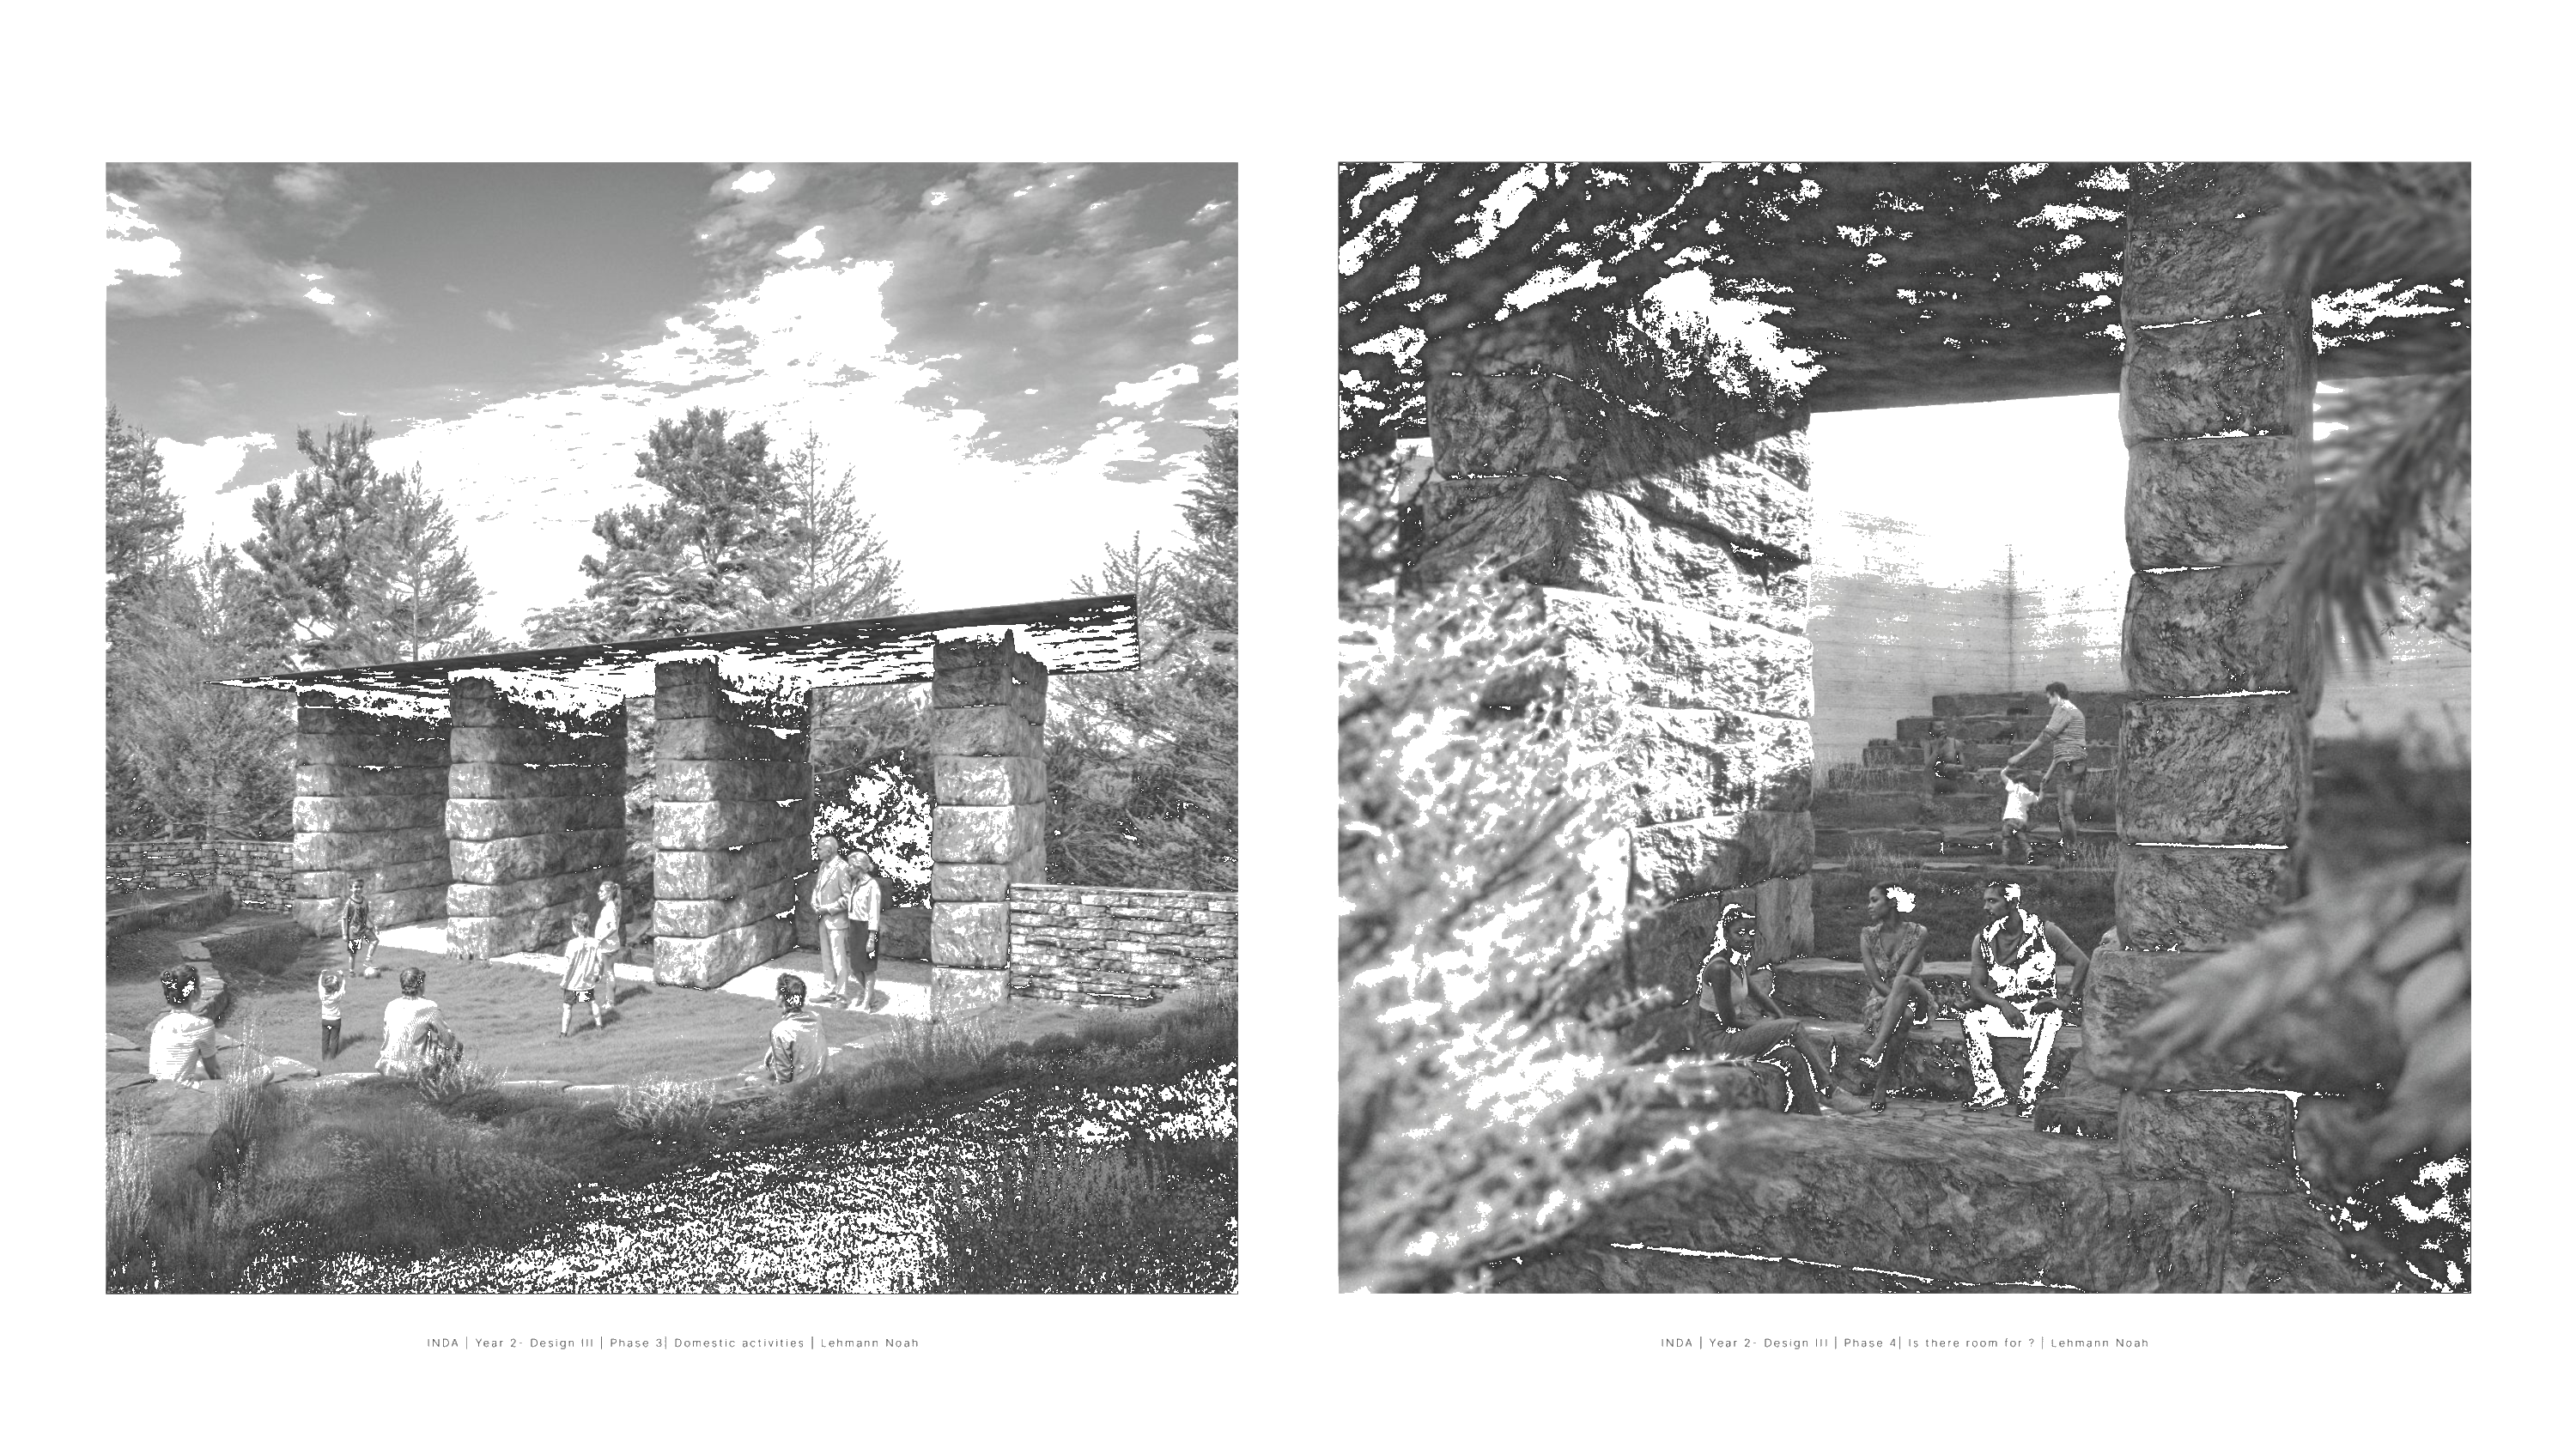 INDA | Year 2- Design III | Phase 3| Domestic activities | Lehmann Noah
INDA | Year 2- Design III | Phase 4| Is there room for ? | Lehmann Noah